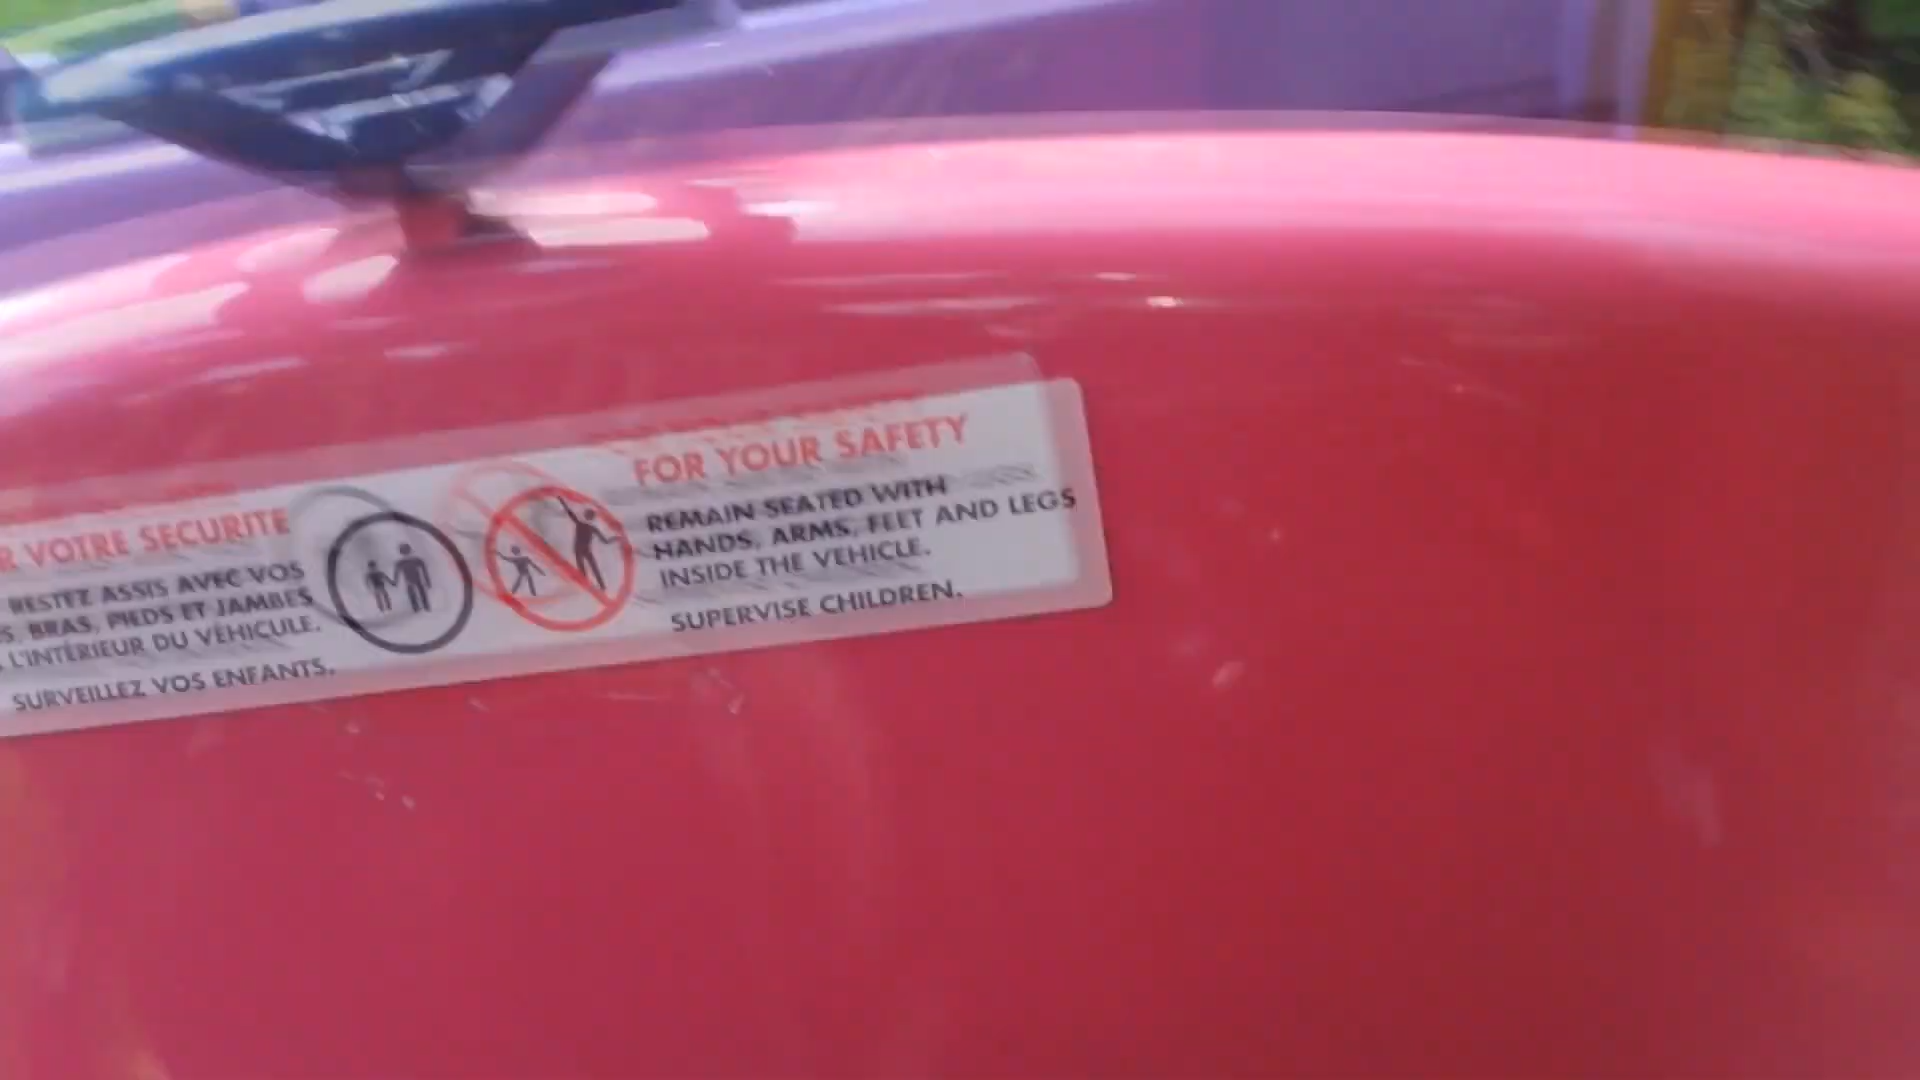 R VOTRE SECURITE
RESTEZ ASSIS AVEC VOS
S, BRAS, PIEDS ET JAMBES
L'INTÉRIEUR DU VÉHICULE.
SURVEILLEZ VOS ENFANTS.
FOR YOUR SAFETY
REMAIN SEATED WITH
HANDS, ARMS, FEET AND LEGS
INSIDE THE VEHICLE.
SUPERVISE CHILDREN.